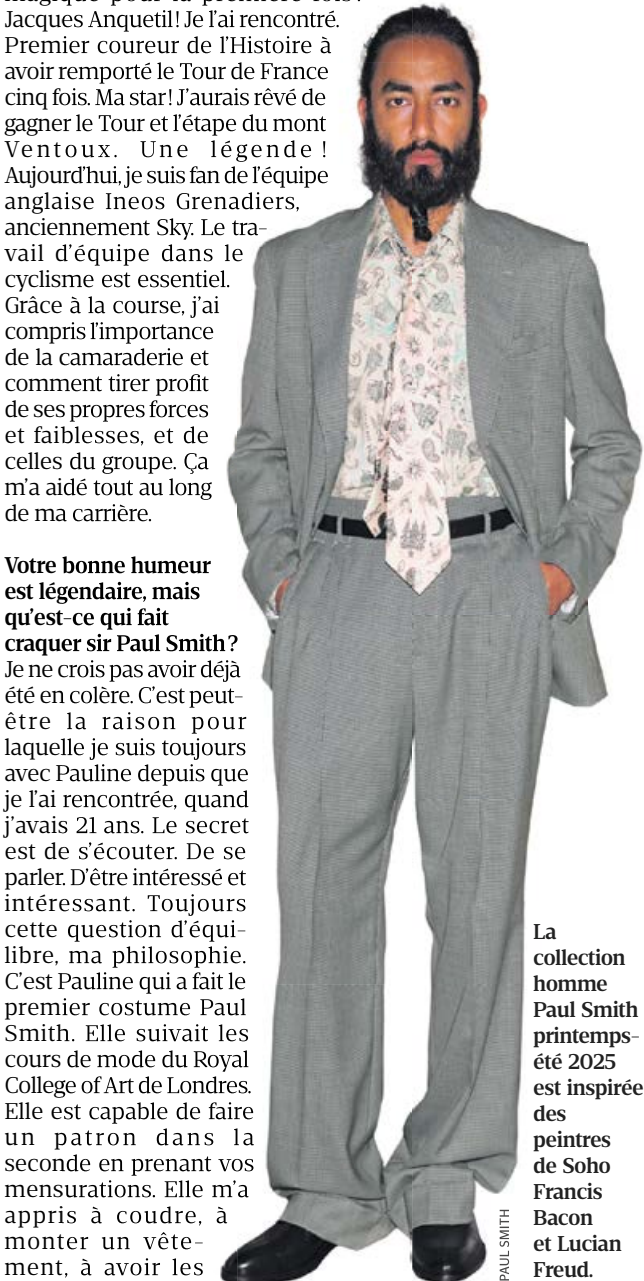 Jacques Anquetil! Je l'ai rencontré.
Premier coureur de l'Histoire à
avoir remporté le Tour de France
cinq fois. Ma star! J'aurais rêvé de
gagner le Tour et l'étape du mont
Ventoux. Une légende!
Aujourd'hui, je suis fan de l'équipe
anglaise Ineos Grenadiers,
anciennement Sky. Le tra-
vail d'équipe dans le
cyclisme est essentiel.
Grâce à la course, j'ai
compris l'importance
de la camaraderie et
comment tirer profit
de ses propres forces
et faiblesses, et de
celles du groupe. Ça
m'a aidé tout au long
de ma carrière.
Votre bonne humeur
est légendaire, mais
qu'est-ce qui fait
craquer sir Paul Smith?
Je ne crois pas avoir déjà
été en colère. C'est peut-
être la raison pour
laquelle je suis toujours
avec Pauline depuis que
je l'ai rencontrée, quand
j'avais 21 ans. Le secret
est de s'écouter. De se
parler. D'être intéressé et
intéressant. Toujours
cette question d'équi-
libre, ma philosophie.
C'est Pauline qui a fait le
premier costume Paul
Smith. Elle suivait les
cours de mode du Royal
College of Art de Londres.
Elle est capable de faire
un patron dans la
seconde en prenant vos
mensurations. Elle m'a
appris à coudre, à
monter un vête-
ment, à avoir les
La
collection
homme
Paul Smith
printemps-
été 2025
est inspirée
des
peintres
de Soho
Francis
Bacon
et Lucian
Freud.
PAUL SMITH